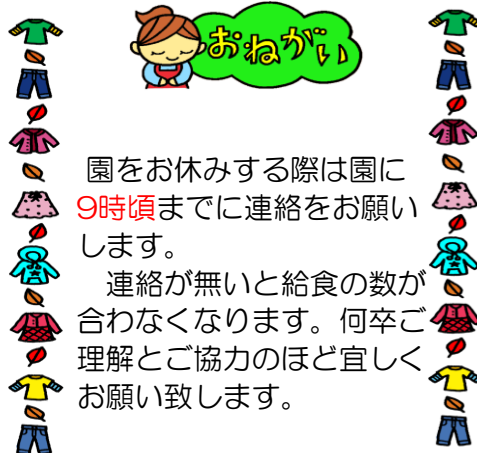 おねがい
園をお休みする際は園に
9時頃までに連絡をお願い
します。
連絡が無いと給食の数が
合わなくなります。何卒ご
理解とご協力のほど宜しく
お願い致します。